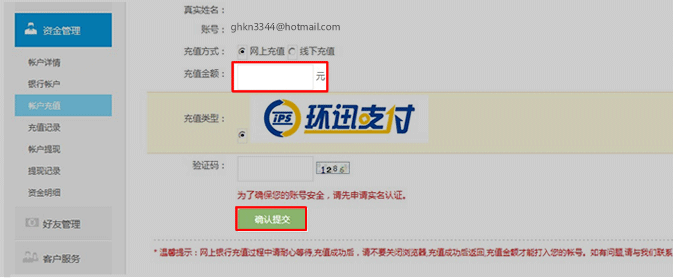 资金管理
帐户详情
银行帐户
帐户充值
充值记录
帐户提现
提现记录
资金明细
好友管理
客户服务
真实姓名：
账号： ghkn3344@hotmail.com
充值方式： 网上充值 线下充值
充值金额： 元
充值类型： IPS 环迅支付
验证码： 1286
为了确保您的账号安全，请先申请实名认证。
确认提交
* 温馨提示：网上银行充值过程中请耐心等待,充值成功后，请不要关闭浏览器,充值成功后返回,充值金额才能打入您的帐号。如有问题,请与我们联系